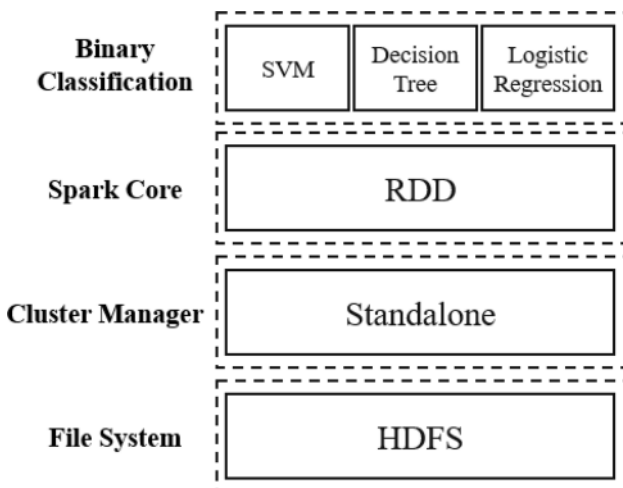 Binary
Classification
SVM
Decision
Tree
Logistic
Regression
Spark Core
RDD
Cluster Manager
Standalone
File System
HDFS